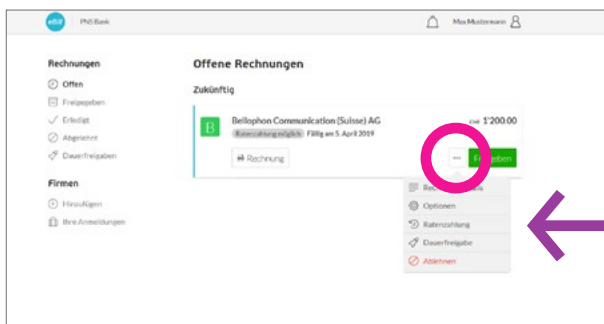 eBill
PNS Bank
Max Mustermann
Rechnungen
Offen
Freigegeben
Erledigt
Abgelehnt
Dauerfreigaben
Firmen
Hinzufügen
Ihre Anmeldungen
Offene Rechnungen
Zukünftig
B
Bellophon Communication (Suisse) AG
CHF 1'200.00
Ratenzahlung möglich Fällig am 5. April 2019
Rechnung
...
Optionen
Ratenzahlung
Dauerfreigabe
Ablehnen